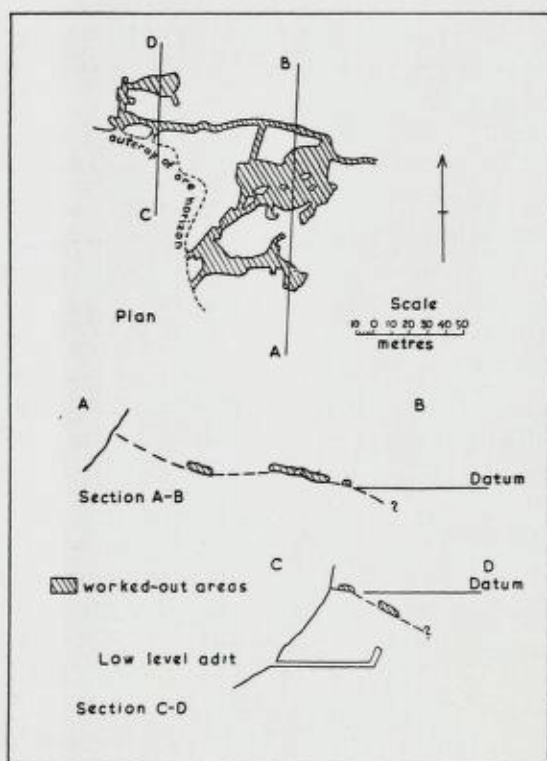 D
B
outcrop of ore horizon
C
Plan
A
Scale
10 0 10 20 30 40 50
metres
A B
Datum
?
Section A-B
C D
Datum
worked-out areas
?
Low level adit
Section C-D